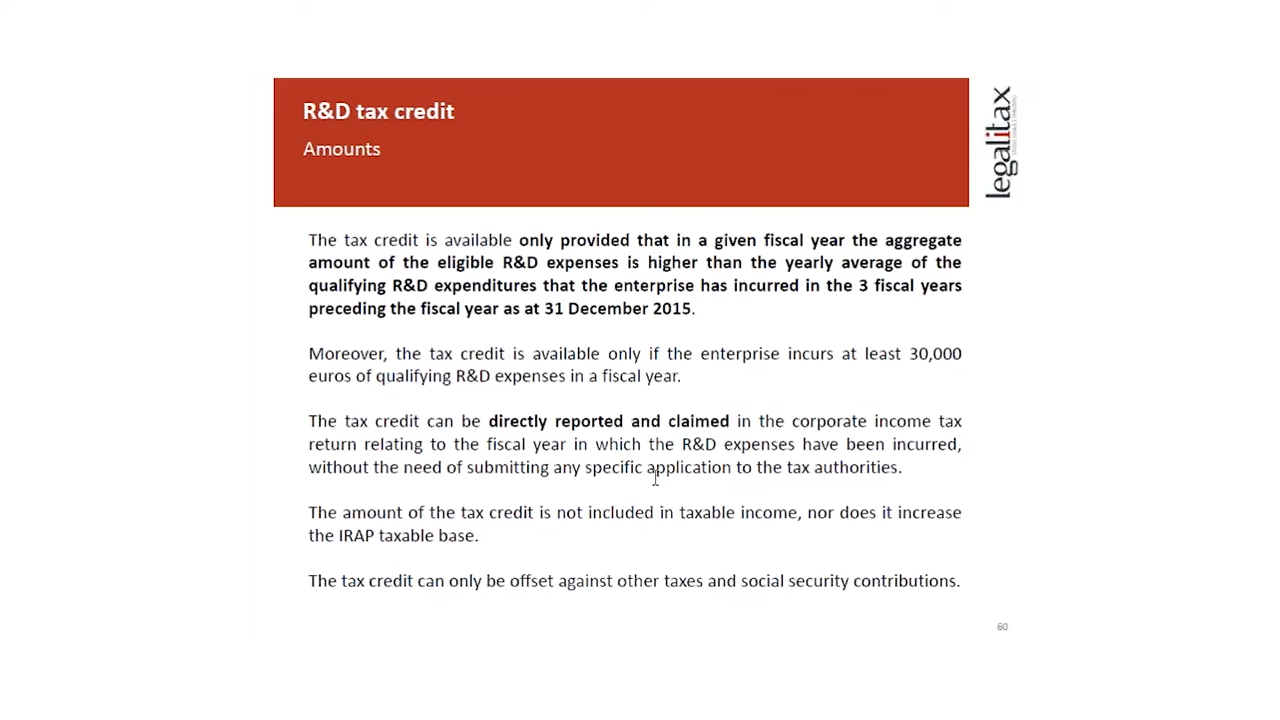 R&D tax credit
Amounts
legalitax
The tax credit is available only provided that in a given fiscal year the aggregate
amount of the eligible R&D expenses is higher than the yearly average of the
qualifying R&D expenditures that the enterprise has incurred in the 3 fiscal years
preceding the fiscal year as at 31 December 2015.
Moreover, the tax credit is available only if the enterprise incurs at least 30,000
euros of qualifying R&D expenses in a fiscal year.
The tax credit can be directly reported and claimed in the corporate income tax
return relating to the fiscal year in which the R&D expenses have been incurred,
without the need of submitting any specific application to the tax authorities.
The amount of the tax credit is not included in taxable income, nor does it increase
the IRAP taxable base.
The tax credit can only be offset against other taxes and social security contributions.
60